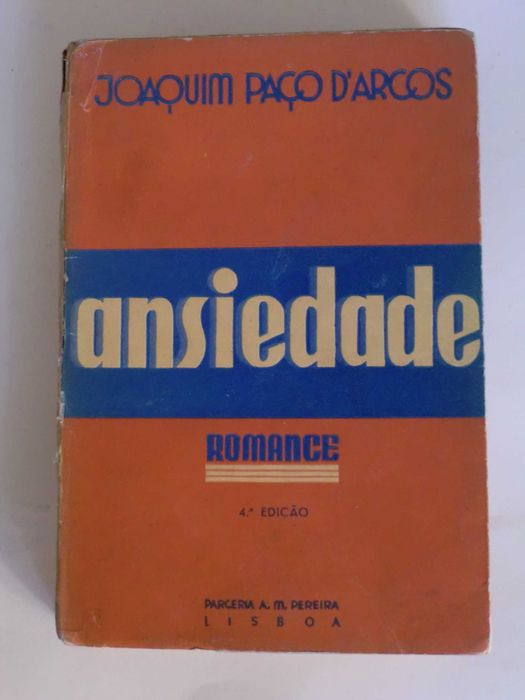 JOAQUIM PAÇO D'ARCOS
ansiedade
ROMANCE
4.ª EDIÇÃO
PARCERIA A. M. PEREIRA
LISBOA